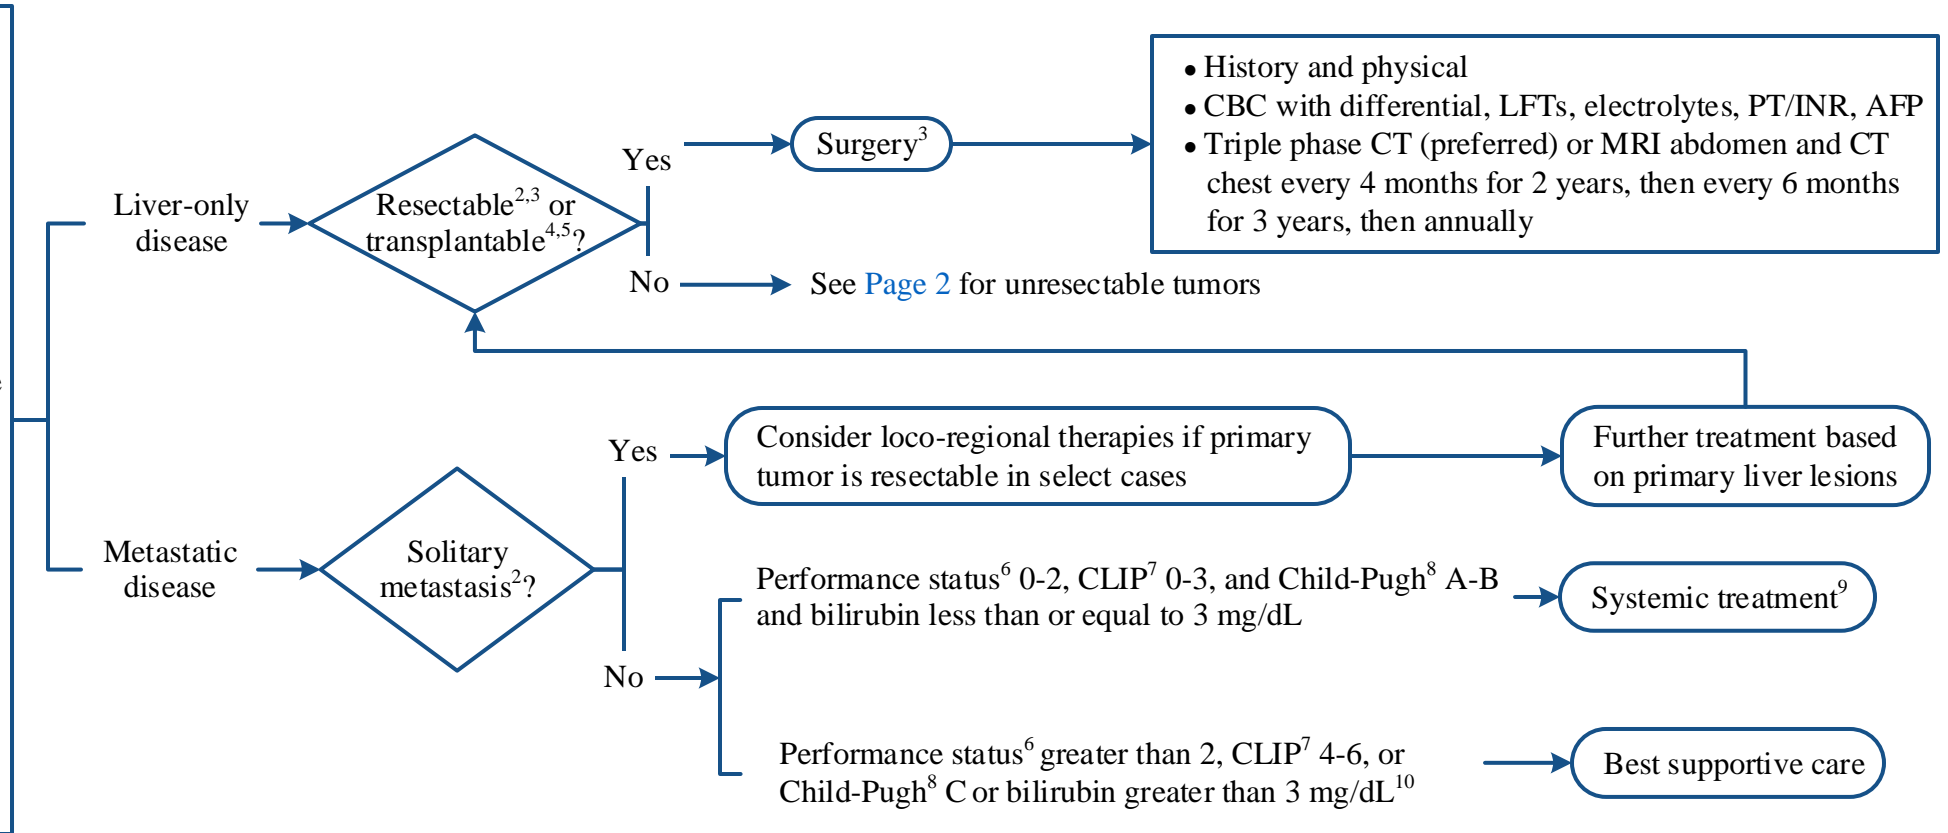 • History and physical
• CBC with differential, LFTs, electrolytes, PT/INR, AFP
• Triple phase CT (preferred) or MRI abdomen and CT
chest every 4 months for 2 years, then every 6 months
for 3 years, then annually
Surgery3
Yes
Liver-only
disease
Resectable2,3 or
transplantable4,5?
No
See Page 2 for unresectable tumors
Yes
Consider loco-regional therapies if primary
tumor is resectable in select cases
Further treatment based
on primary liver lesions
Metastatic
disease
Solitary
metastasis2?
Performance status6 0-2, CLIP7 0-3, and Child-Pugh8 A-B
and bilirubin less than or equal to 3 mg/dL
Systemic treatment9
No
Performance status6 greater than 2, CLIP7 4-6, or
Child-Pugh8 C or bilirubin greater than 3 mg/dL10
Best supportive care